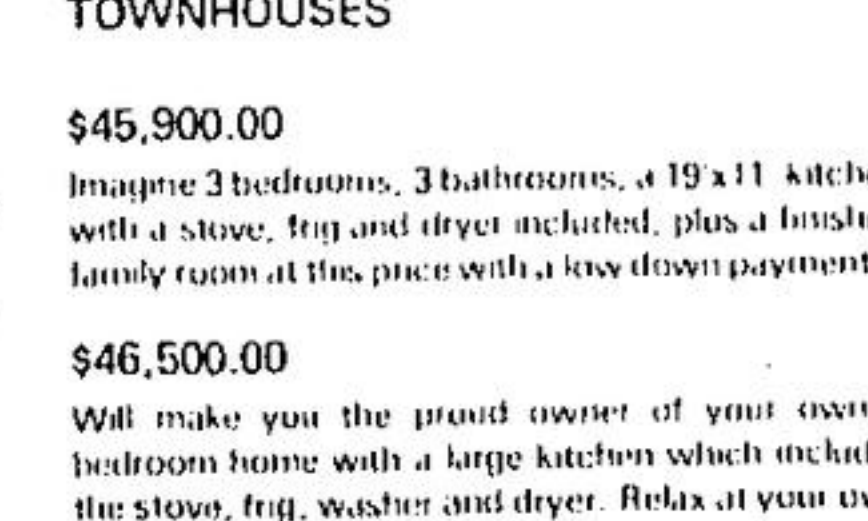 TOWNHOUSES
$45,900.00
Imagine 3 bedrooms, 3 bathrooms, a 19'x11' kitch
with a stove, frig and dryer included, plus a finish
family room at this price with a low down payment
$46,500.00
Will make you the proud owner of your own
bedroom home with a large kitchen which includ
the stove, frig, washer and dryer. Relax at your ow